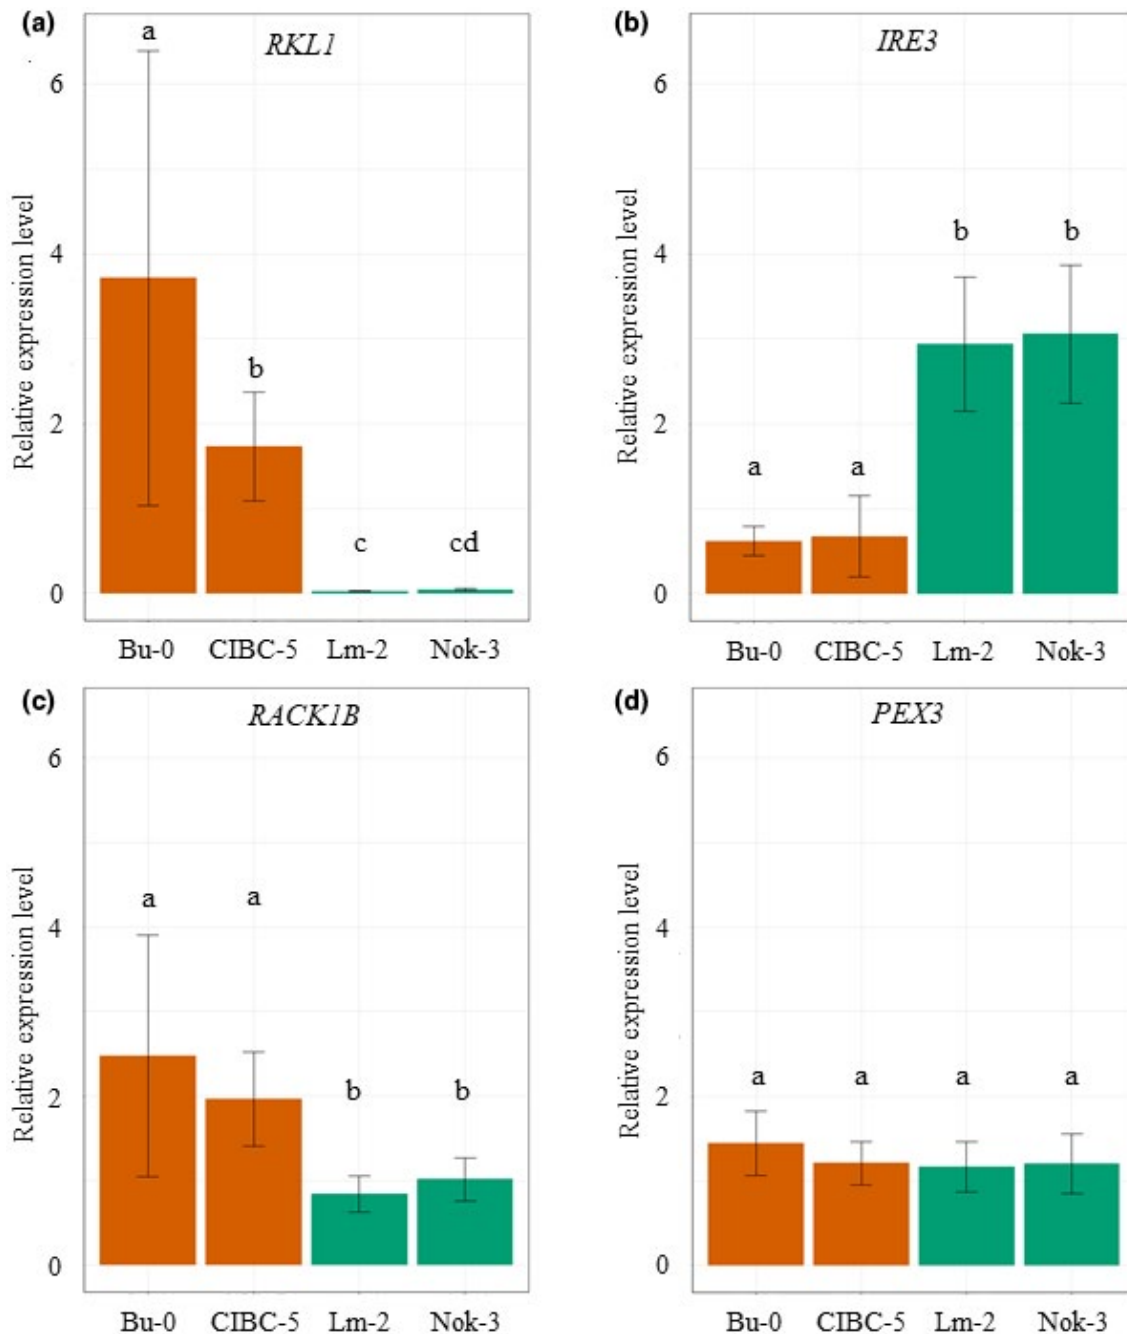 (a)
RKL1
a
b
c
cd
6
4
2
0
Relative expression level
Bu-0 CIBC-5 Lm-2 Nok-3
(b)
IRE3
a
a
b
b
6
4
2
0
Relative expression level
Bu-0 CIBC-5 Lm-2 Nok-3
(c)
RACK1B
a
a
b
b
6
4
2
0
Relative expression level
Bu-0 CIBC-5 Lm-2 Nok-3
(d)
PEX3
a
a
a
a
6
4
2
0
Relative expression level
Bu-0 CIBC-5 Lm-2 Nok-3